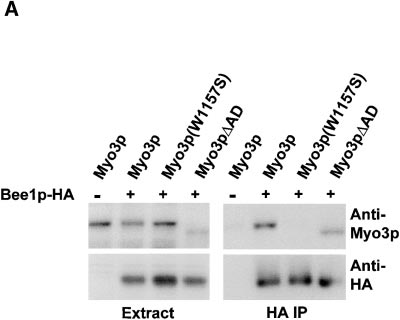 A
Myo3p
Myo3p
Myo3p(W1157S)
Myo3pΔAD
Myo3p
Myo3p
Myo3p(W1157S)
Myo3pΔAD
Bee1p-HA - + + + - + + +
Anti-
Myo3p
Anti-
HA
Extract HA IP